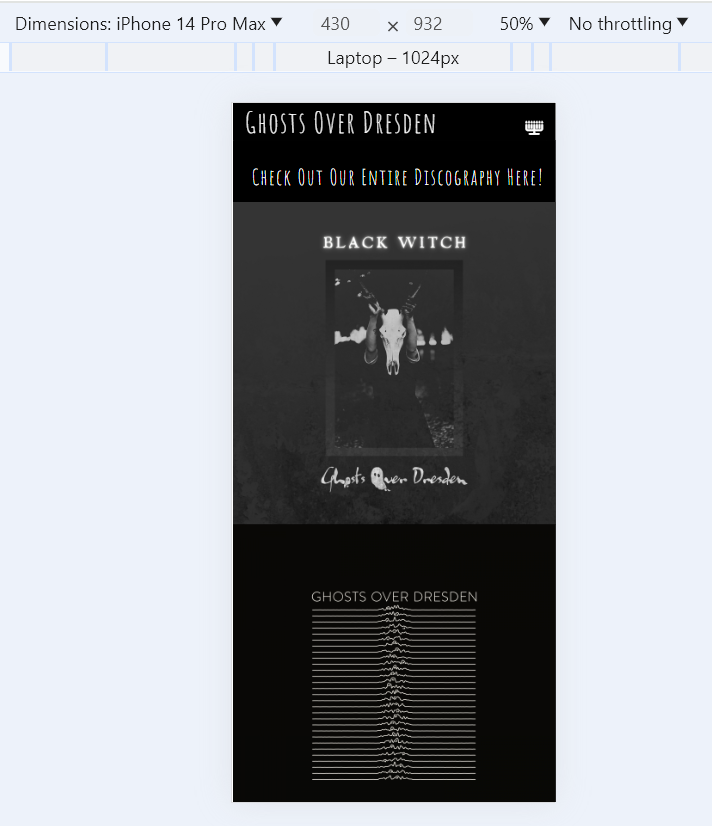 Dimensions: iPhone 14 Pro Max ▼ 430 × 932 50% ▼ No throttling ▼
Laptop – 1024px
Ghosts Over Dresden
Check Out Our Entire Discography Here!
BLACK WITCH
Ghosts Over Dresden
GHOSTS OVER DRESDEN